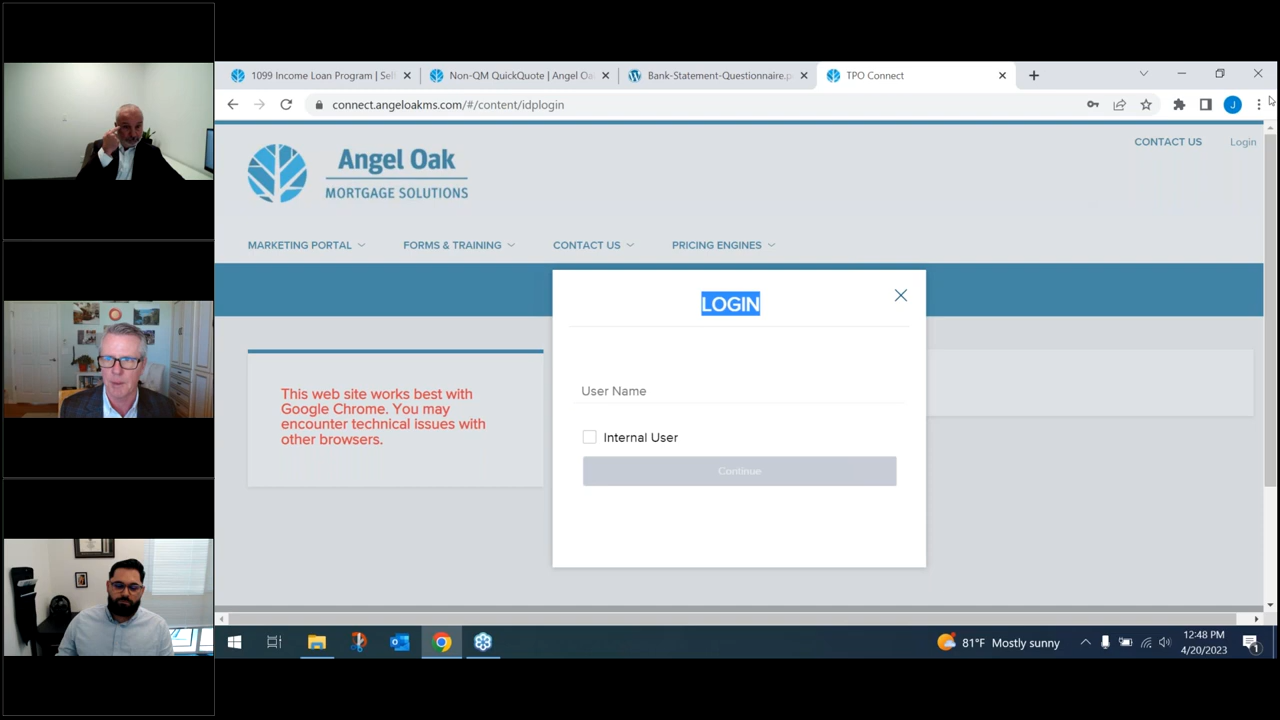 1099 Income Loan Program | Sell
Non-QM QuickQuote | Angel Oa
Bank-Statement-Questionnaire.p
TPO Connect
connect.angeloakms.com/#/content/idplogin
J
CONTACT US
Login
Angel Oak
MORTGAGE SOLUTIONS
MARKETING PORTAL
FORMS & TRAINING
CONTACT US
PRICING ENGINES
LOGIN
This web site works best with
Google Chrome. You may
encounter technical issues with
other browsers.
User Name
Internal User
Continue
81°F Mostly sunny
12:48 PM
4/20/2023
1